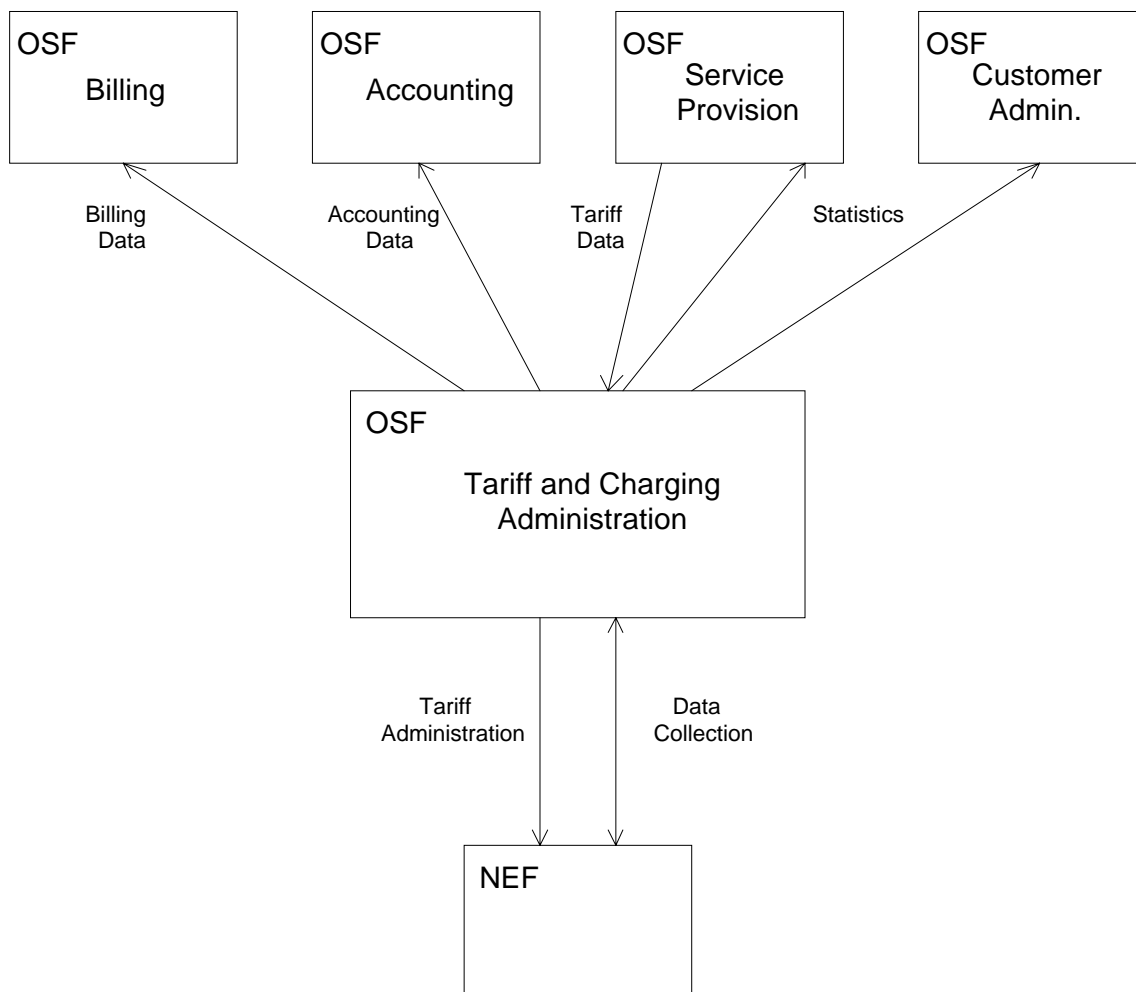 OSF
Billing
OSF
Accounting
OSF
Service
Provision
OSF
Customer
Admin.
Billing
Data
Accounting
Data
Tariff
Data
Statistics
OSF
Tariff and Charging
Administration
Tariff
Administration
Data
Collection
NEF